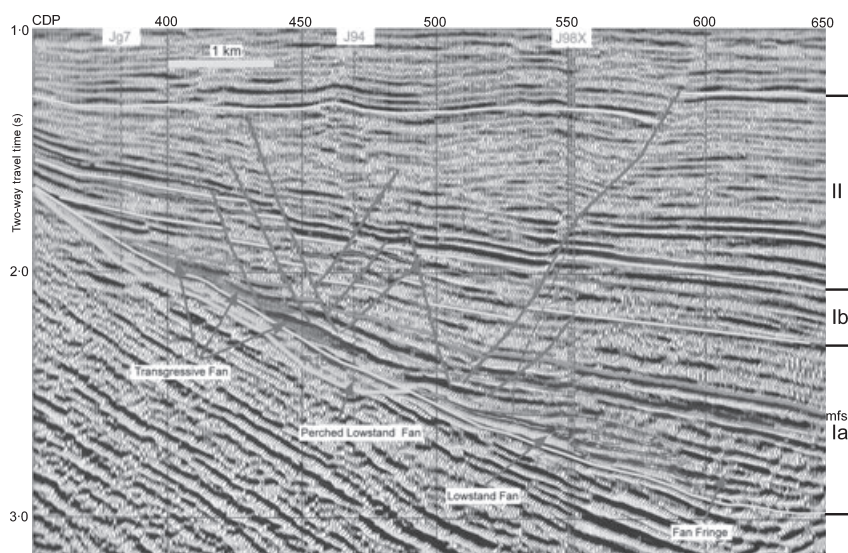 CDP 400 450 500 550 600 650
Jg7 J94 J98X
1·0
1 km
Two-way travel time (s)
II
2·0
Ib
Transgressive Fan
mfs
Ia
Perched Lowstand Fan
Lowstand Fan
3·0
Fan Fringe